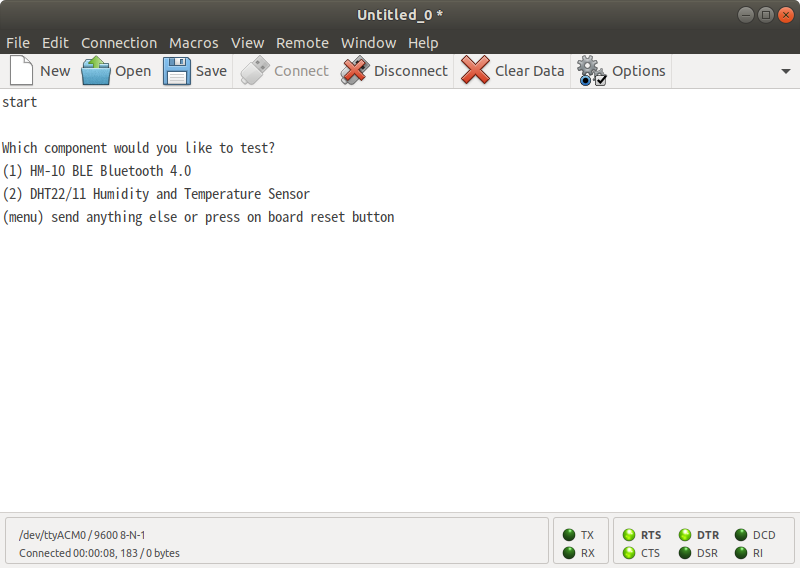 Untitled_0 *
File Edit Connection Macros View Remote Window Help
New Open Save Connect Disconnect Clear Data Options
start
Which component would you like to test?
(1) HM-10 BLE Bluetooth 4.0
(2) DHT22/11 Humidity and Temperature Sensor
(menu) send anything else or press on board reset button
/dev/ttyACM0 / 9600 8-N-1
Connected 00:00:08, 183 / 0 bytes
TX RTS DTR DCD
RX CTS DSR RI